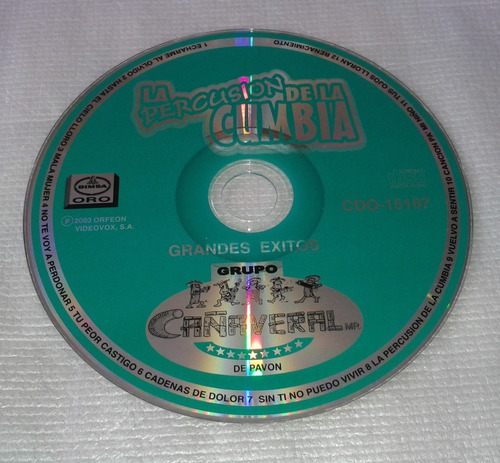 LA
PERCUSIÓN
DE LA
CUMBIA
DIMSA
ORO
℗ 2003 ORFEON
VIDEOVOX, S.A.
GRANDES EXITOS
GRUPO
CAÑAVERAL MR.
DE PAVON
1 ECHARME AL OLVIDO 2 HASTA EL CIELO LLORO 3 MALA MUJER 4 NO TE VOY A PERDONAR 5 TU PEOR CASTIGO 6 CADENAS DE DOLOR 7 SIN TI NO PUEDO VIVIR 8 LA PERCUSION DE LA CUMBIA 9 VUELVO A SENTIR 10 CANCION PA MI NIÑO 11 TUS OJOS LLORAN 12 RENACIMIENTO